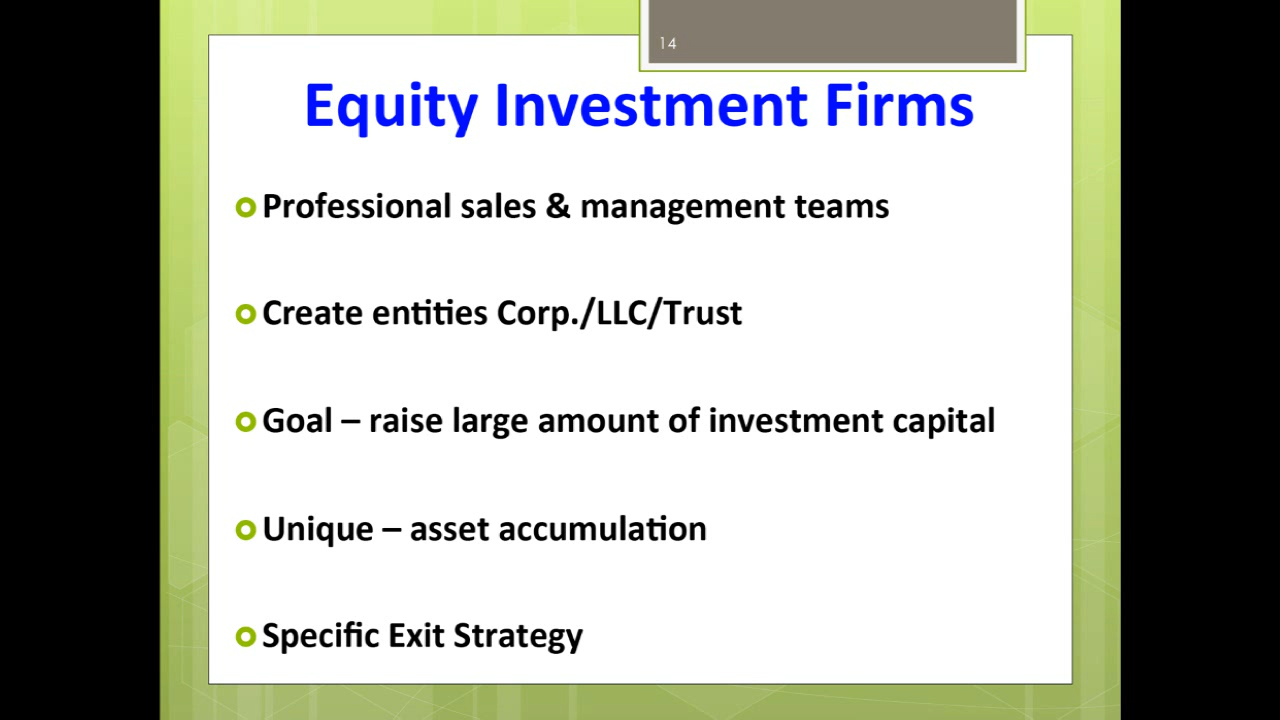 14
Equity Investment Firms
Professional sales & management teams
Create entities Corp./LLC/Trust
Goal – raise large amount of investment capital
Unique – asset accumulation
Specific Exit Strategy